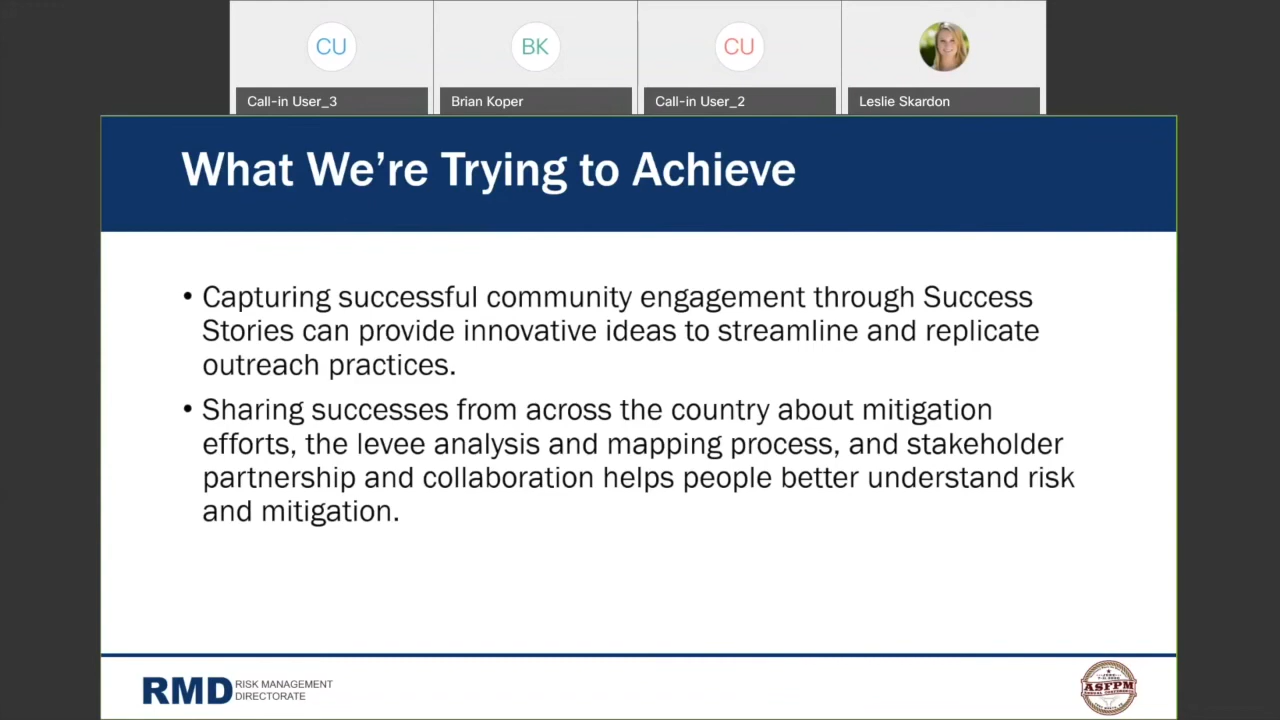 CU
BK
CU
Call-in User_3
Brian Koper
Call-in User_2
Leslie Skardon
What We’re Trying to Achieve
• Capturing successful community engagement through Success
Stories can provide innovative ideas to streamline and replicate
outreach practices.
• Sharing successes from across the country about mitigation
efforts, the levee analysis and mapping process, and stakeholder
partnership and collaboration helps people better understand risk
and mitigation.
RMD
RISK MANAGEMENT
DIRECTORATE
ASFPM